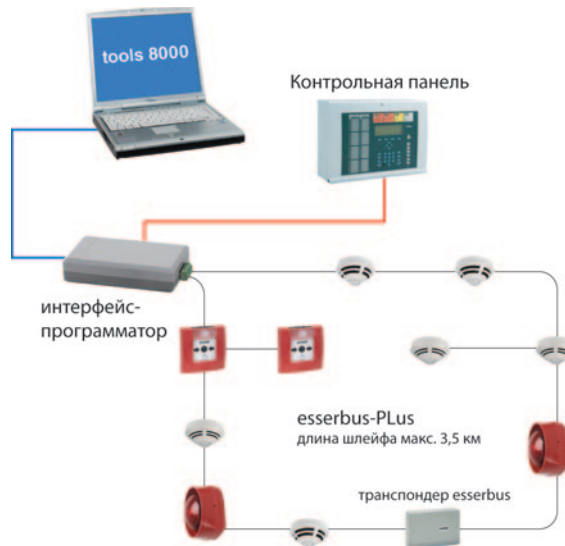 tools 8000
Контрольная панель
интерфейс-
программатор
esserbus-PLus
длина шлейфа макс. 3,5 км
транспондер esserbus